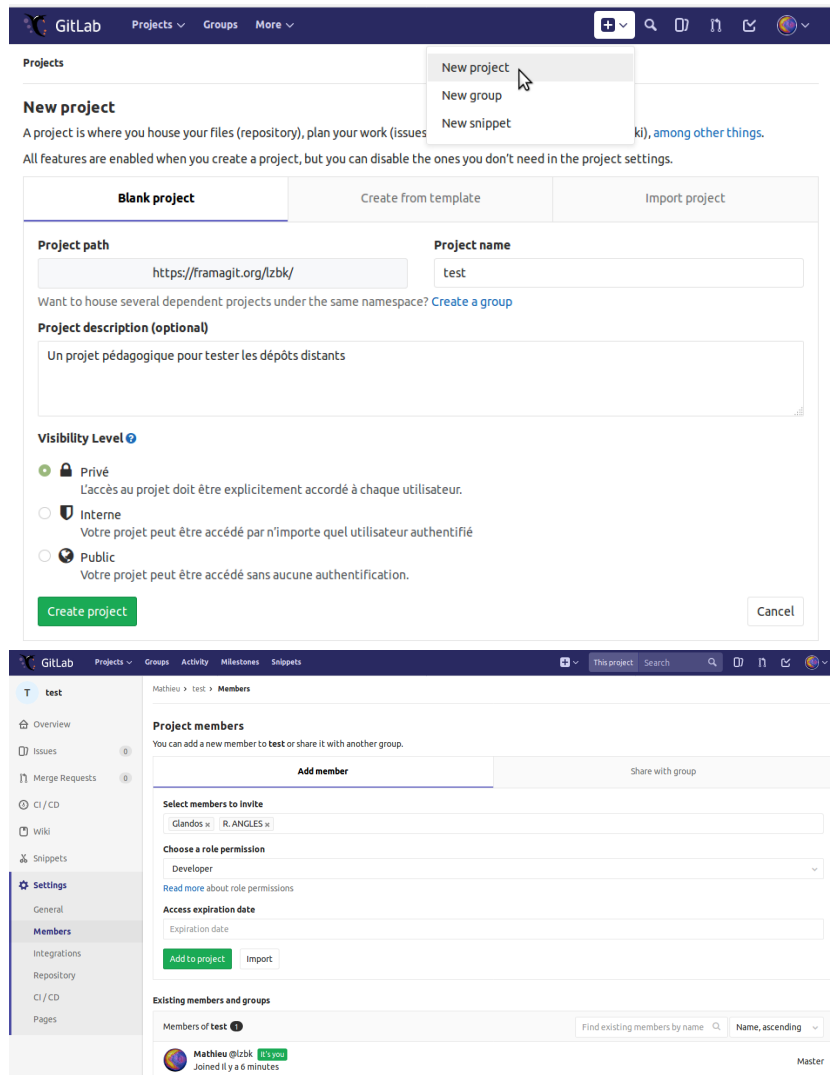 GitLab Projects Groups More
Projects
New project
New group
New snippet
New project
A project is where you house your files (repository), plan your work (issues ki), among other things.
All features are enabled when you create a project, but you can disable the ones you don't need in the project settings.
Blank project Create from template Import project
Project path Project name
https://framagit.org/lzbk/ test
Want to house several dependent projects under the same namespace? Create a group
Project description (optional)
Un projet pédagogique pour tester les dépôts distants
Visibility Level
Privé
L'accès au projet doit être explicitement accordé à chaque utilisateur.
Interne
Votre projet peut être accédé par n'importe quel utilisateur authentifié
Public
Votre projet peut être accédé sans aucune authentification.
Create project Cancel
GitLab Projects Groups Activity Milestones Snippets This project Search
T test
Mathieu > test > Members
Overview
Issues 0
Merge Requests 0
CI / CD
Wiki
Snippets
Settings
General
Members
Integrations
Repository
CI / CD
Pages
Project members
You can add a new member to test or share it with another group.
Add member Share with group
Select members to invite
Glandos × R. ANGLES ×
Choose a role permission
Developer
Read more about role permissions
Access expiration date
Expiration date
Add to project Import
Existing members and groups
Members of test 1 Find existing members by name Name, ascending
Mathieu @lzbk It's you
Joined Il y a 6 minutes Master